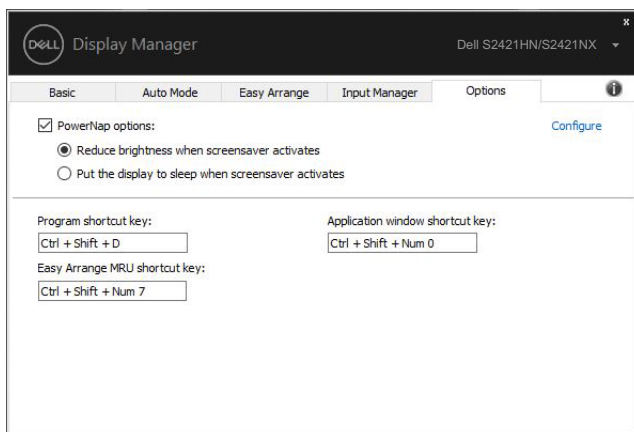 x
DELL Display Manager Dell S2421HN/S2421NX
Basic Auto Mode Easy Arrange Input Manager Options
PowerNap options: Configure
Reduce brightness when screensaver activates
Put the display to sleep when screensaver activates
Program shortcut key: Application window shortcut key:
Ctrl + Shift + D Ctrl + Shift + Num 0
Easy Arrange MRU shortcut key:
Ctrl + Shift + Num 7